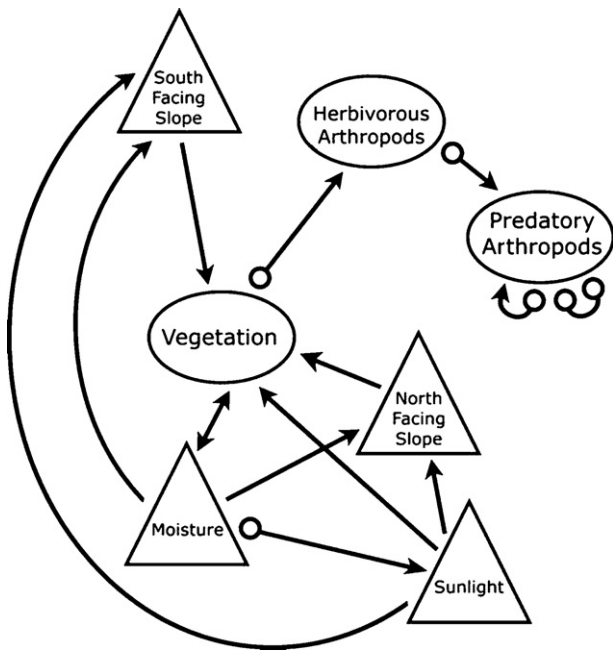 South
Facing
Slope
Herbivorous
Arthropods
Predatory
Arthropods
Vegetation
North
Facing
Slope
Moisture
Sunlight